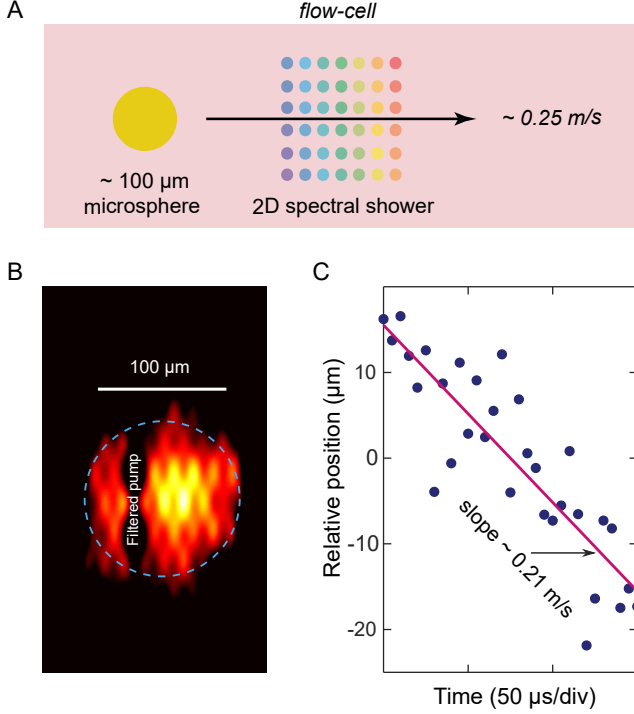 A
flow-cell
~ 0.25 m/s
~ 100 µm
microsphere
2D spectral shower
B
100 µm
Filtered pump
C
Relative position (µm)
10
0
-10
-20
slope ~ 0.21 m/s
Time (50 µs/div)